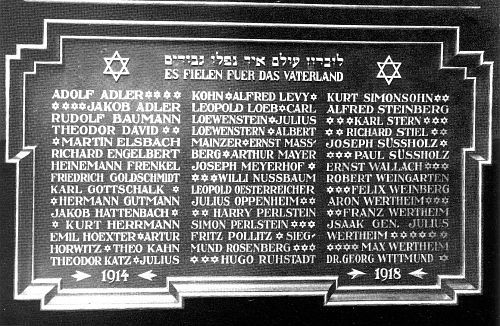 לזכרון עולם איך נפלו גבורים
ES FIELEN FUER DAS VATERLAND
ADOLF ADLER
JAKOB ADLER
RUDOLF BAUMANN
THEODOR DAVID
MARTIN ELSBACH
RICHARD ENGELBERT
HEINEMANN FRENKEL
FRIEDRICH GOLDSCHMIDT
KARL GOTTSCHALK
HERMANN GUTMANN
JAKOB HATTENBACH
KURT HERRMANN
EMIL HOEXTER ✡ ARTUR
HORWITZ ✡ THEO KAHN
THEODOR KATZ ✡ JULIUS
KOHN ✡ ALFRED LEVY
LEOPOLD LOEB ✡ CARL
LOEWENSTEIN ✡ JULIUS
LOEWENSTERN ✡ ALBERT
MAINZER ✡ ERNST MASS-
BERG ✡ ARTHUR MAYER
JOSEPH MEYERHOF
WILLI NUSSBAUM
LEOPOLD OESTERREICHER
JULIUS OPPENHEIM
HARRY PERLSTEIN
SIMON PERLSTEIN
FRITZ POLLITZ ✡ SIEG-
MUND ROSENBERG
HUGO RUHSTADT
KURT SIMONSOHN
ALFRED STEINBERG
KARL STERN
RICHARD STIEL
JOSEPH SÜSSHOLZ
PAUL SÜSSHOLZ
ERNST WALLACH
ROBERT WEINGARTEN
FELIX WEINBERG
ARON WERTHEIM
FRANZ WERTHEIM
JSAAK GEN. JULIUS
WERTHEIM
MAX WERTHEIM
DR. GEORG WITTMUND
1914
1918